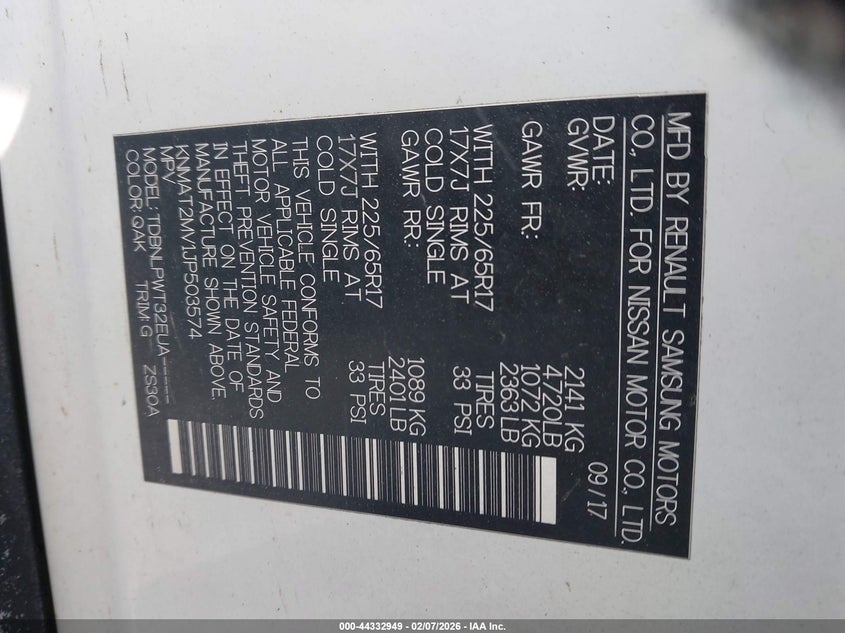 MFD BY RENAULT SAMSUNG MOTORS
CO., LTD. FOR NISSAN MOTOR CO., LTD.
DATE: 09/17
GVWR: 2141 KG
4720LB
GAWR FR: 1072 KG
2363 LB
WITH 225/65R17 TIRES
17X7J RIMS AT 33 PSI
COLD SINGLE
GAWR RR: 1089 KG
2401 LB
WITH 225/65R17 TIRES
17X7J RIMS AT 33 PSI
COLD SINGLE
THIS VEHICLE CONFORMS TO
ALL APPLICABLE FEDERAL
MOTOR VEHICLE SAFETY AND
THEFT PREVENTION STANDARDS
IN EFFECT ON THE DATE OF
MANUFACTURE SHOWN ABOVE.
KNMAT2MV1JP503574
MPV
MODEL: TDBNLPWT32EUA-----
COLOR: QAK TRIM: G ZS30A
000-44332949 - 02/07/2026 - IAA Inc.